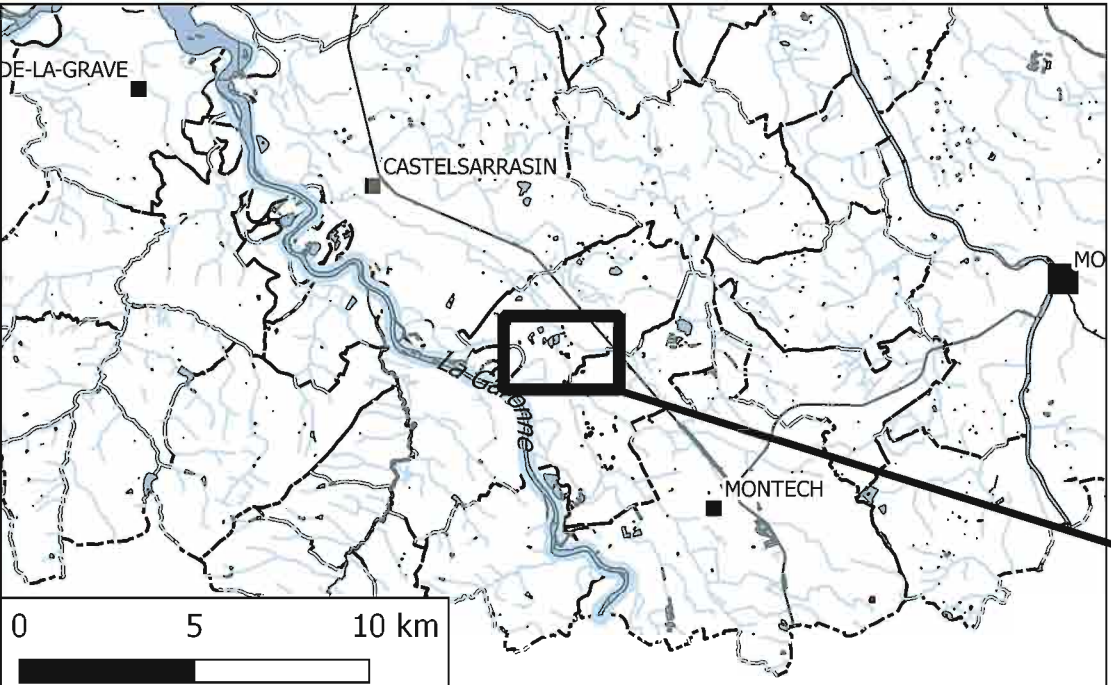 DE-LA-GRAVE
CASTELSARRASIN
MO
La Garonne
MONTECH
0 5 10 km